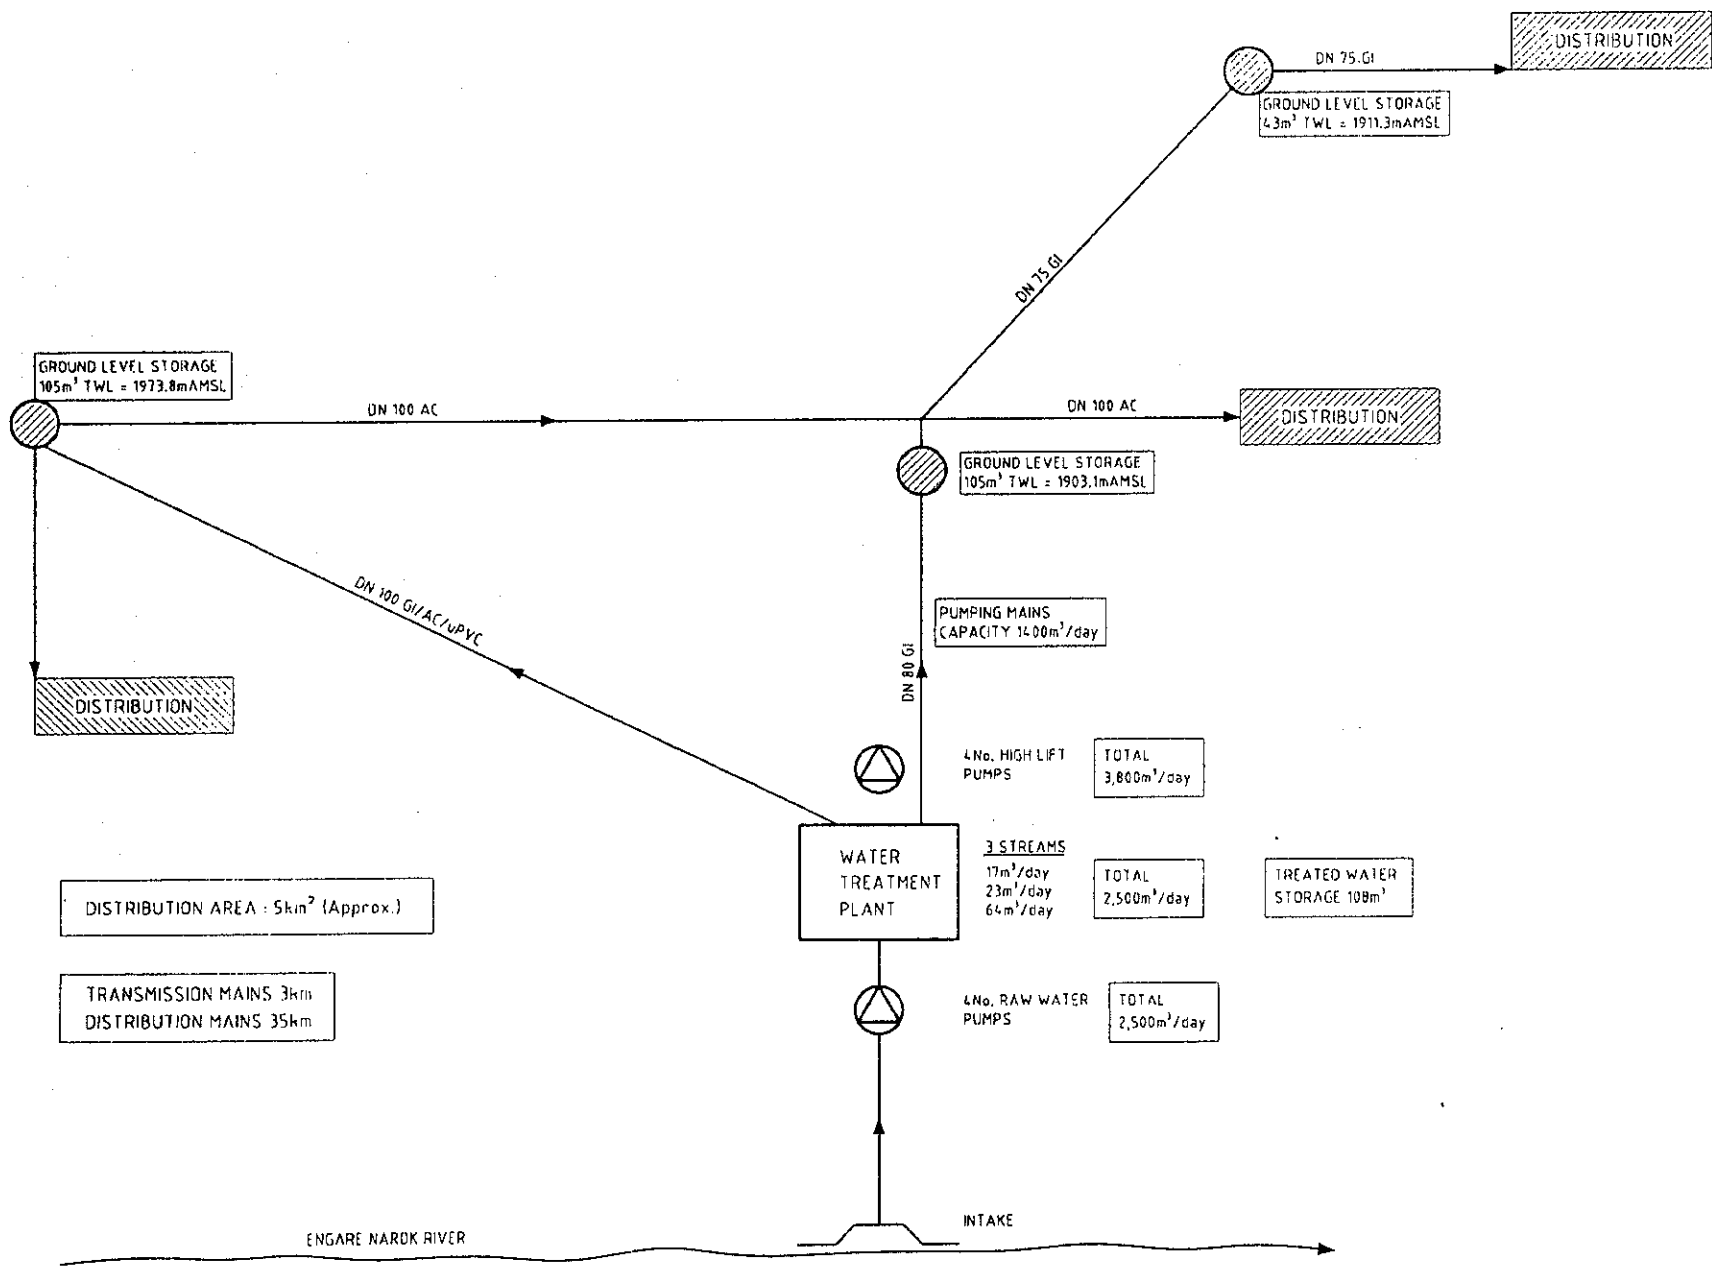 DISTRIBUTION
DN 75.GI
GROUND LEVEL STORAGE
43m³ TWL = 1911.3mAMSL
DN 75 GI
GROUND LEVEL STORAGE
105m³ TWL = 1973.8mAMSL
DN 100 AC
DN 100 AC
DISTRIBUTION
GROUND LEVEL STORAGE
105m³ TWL = 1903.1mAMSL
DN 100 GI/AC/uPVC
PUMPING MAINS
CAPACITY 1400m³/day
DN 80 GI
DISTRIBUTION
4No. HIGH LIFT
PUMPS
TOTAL
3,800m³/day
WATER
TREATMENT
PLANT
3 STREAMS
17m³/day
23m³/day
64m³/day
TOTAL
2,500m³/day
TREATED WATER
STORAGE 108m³
DISTRIBUTION AREA : 5km² (Approx.)
TRANSMISSION MAINS 3km
DISTRIBUTION MAINS 35km
4No. RAW WATER
PUMPS
TOTAL
2,500m³/day
INTAKE
ENGARE NAROK RIVER